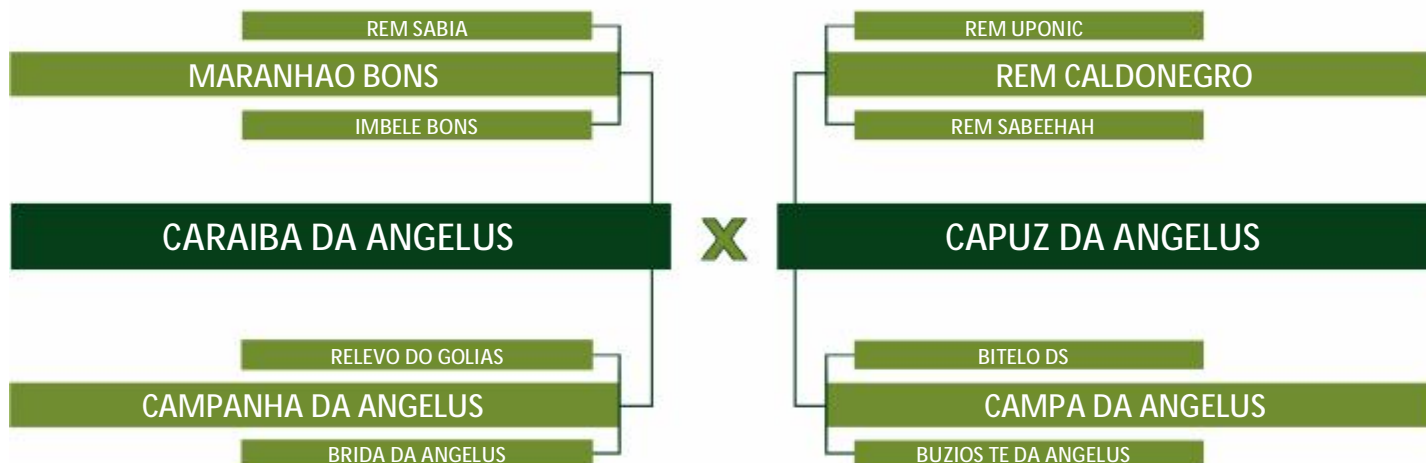 REM SABIA
MARANHAO BONS
IMBELE BONS
CARAIBA DA ANGELUS
RELEVO DO GOLIAS
CAMPANHA DA ANGELUS
BRIDA DA ANGELUS
X
REM UPONIC
REM CALDONEGRO
REM SABEEHAH
CAPUZ DA ANGELUS
BITELO DS
CAMPA DA ANGELUS
BUZIOS TE DA ANGELUS